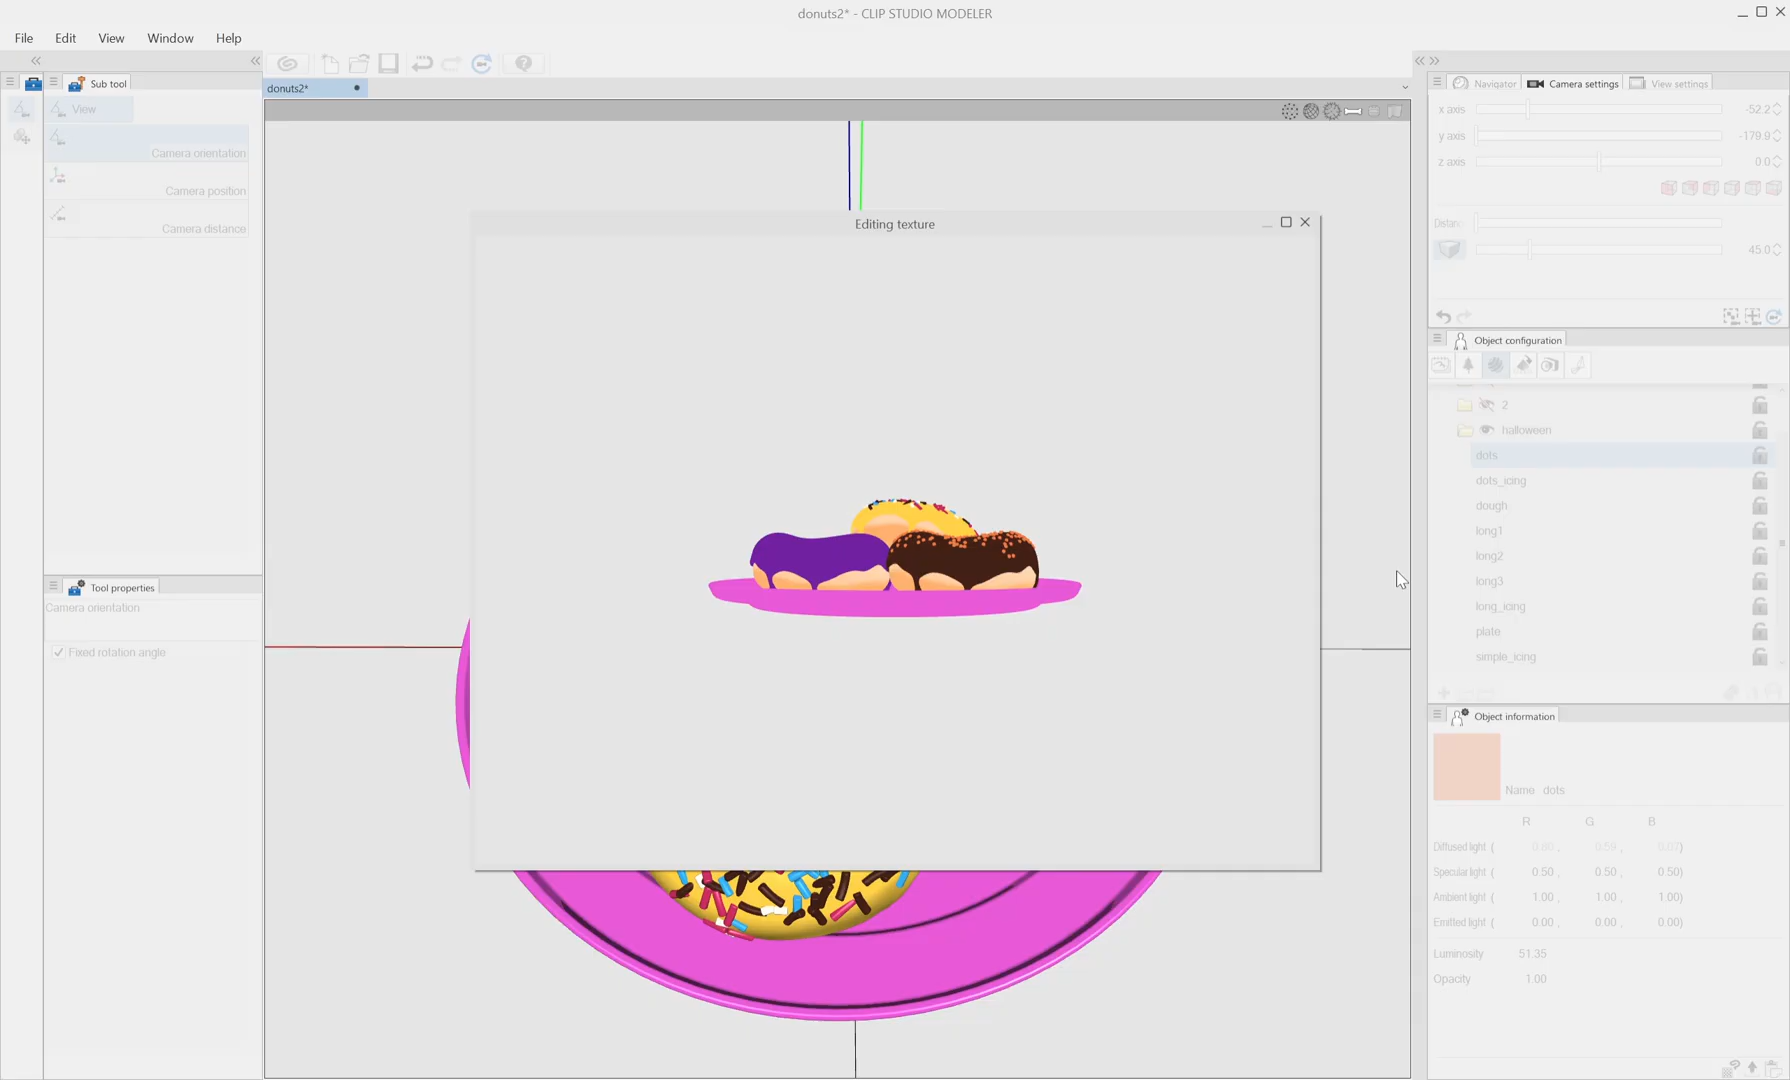 donuts2* - CLIP STUDIO MODELER
File Edit View Window Help
Sub tool
View
Camera orientation
Camera position
Camera distance
Tool properties
Camera orientation
Fixed rotation angle
donuts2*
Editing texture
Navigator Camera settings View settings
x axis -52.2
y axis -179.9
z axis 0.0
Distanc
45.0
Object configuration
2
halloween
dots
dots_icing
dough
long1
long2
long3
long_icing
plate
simple_icing
Object information
Name dots
R G B
Diffused light ( 0.59 ,
Specular light ( 0.50 , 0.50 , 0.50)
Ambient light ( 1.00 , 1.00 , 1.00)
Emitted light ( 0.00 , 0.00 , 0.00)
Luminosity 51.35
Opacity 1.00